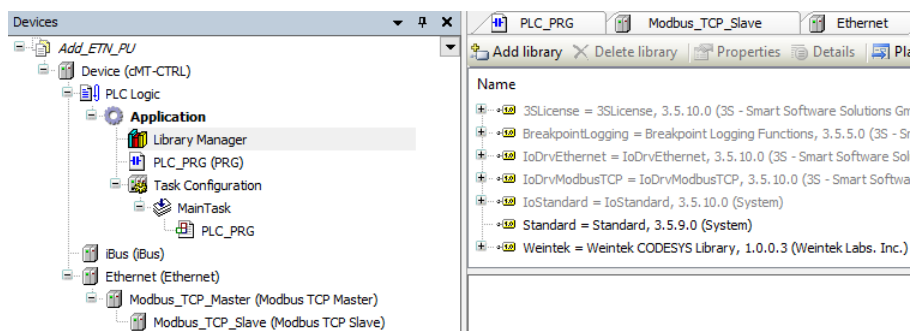 Devices
Add_ETN_PU
Device (cMT-CTRL)
PLC Logic
Application
Library Manager
PLC_PRG (PRG)
Task Configuration
MainTask
PLC_PRG
iBus (iBus)
Ethernet (Ethernet)
Modbus_TCP_Master (Modbus TCP Master)
Modbus_TCP_Slave (Modbus TCP Slave)
PLC_PRG Modbus_TCP_Slave Ethernet
Add library Delete library Properties Details Pla
Name
3SLicense = 3SLicense, 3.5.10.0 (3S - Smart Software Solutions Gm
BreakpointLogging = Breakpoint Logging Functions, 3.5.5.0 (3S - Sm
IoDrvEthernet = IoDrvEthernet, 3.5.10.0 (3S - Smart Software Sol
IoDrvModbusTCP = IoDrvModbusTCP, 3.5.10.0 (3S - Smart Softwa
IoStandard = IoStandard, 3.5.10.0 (System)
Standard = Standard, 3.5.9.0 (System)
Weintek = Weintek CODESYS Library, 1.0.0.3 (Weintek Labs. Inc.)